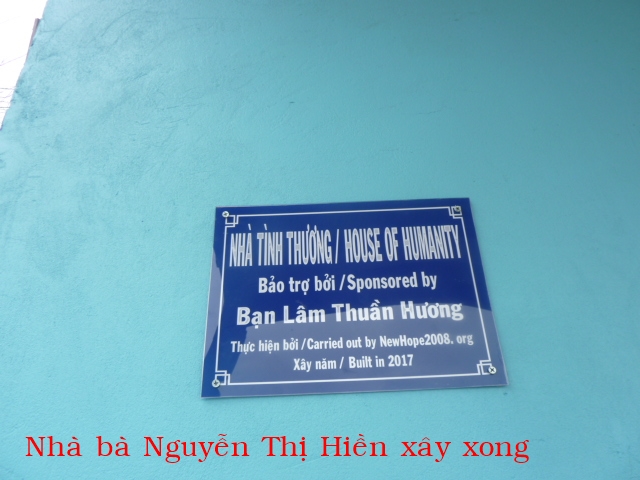 NHÀ TÌNH THƯƠNG / HOUSE OF HUMANITY
Bảo trợ bởi / Sponsored by
Bạn Lâm Thuần Hương
Thực hiện bởi / Carried out by NewHope2008. org
Xây năm / Built in 2017
Nhà bà Nguyễn Thị Hiền xây xong